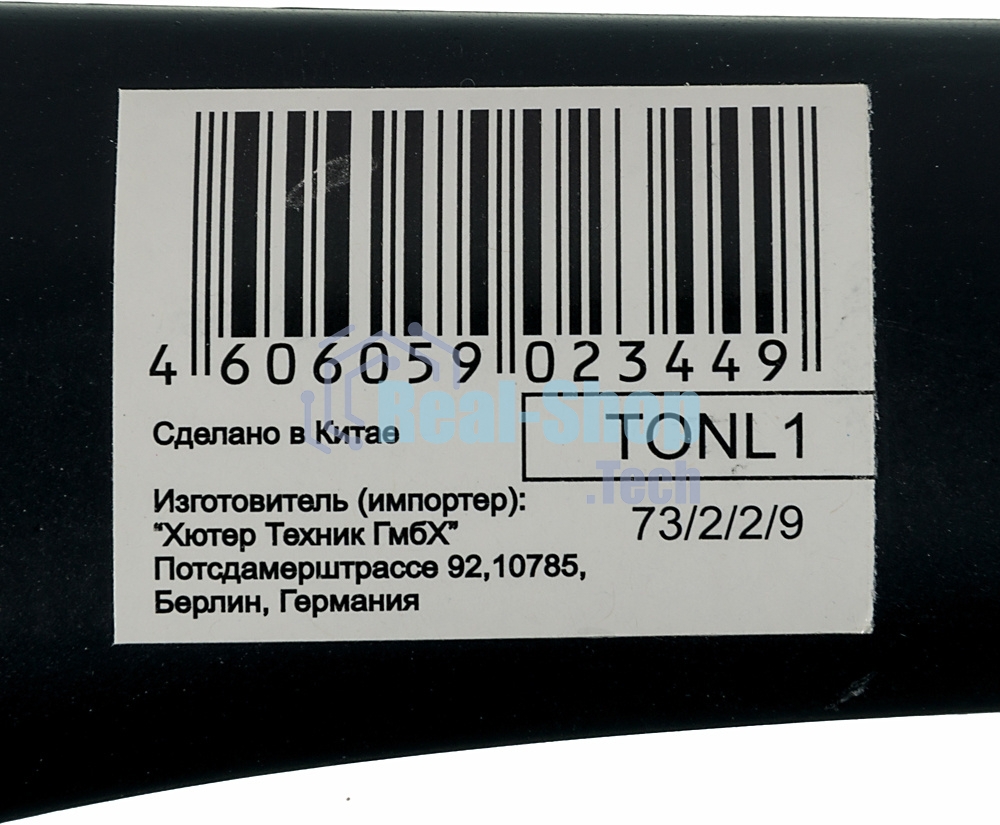 4 606059 023449
Сделано в Китае
TONL1
Real-Shop
.Tech
Изготовитель (импортер):
“Хютер Техник ГмбХ”
73/2/2/9
Потсдамерштрассе 92,10785,
Берлин, Германия